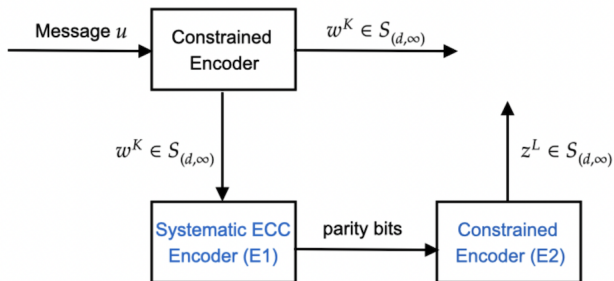 Message u
Constrained
Encoder
w^K ∈ S_{(d,∞)}
w^K ∈ S_{(d,∞)}
z^L ∈ S_{(d,∞)}
Systematic ECC
Encoder (E1)
parity bits
Constrained
Encoder (E2)